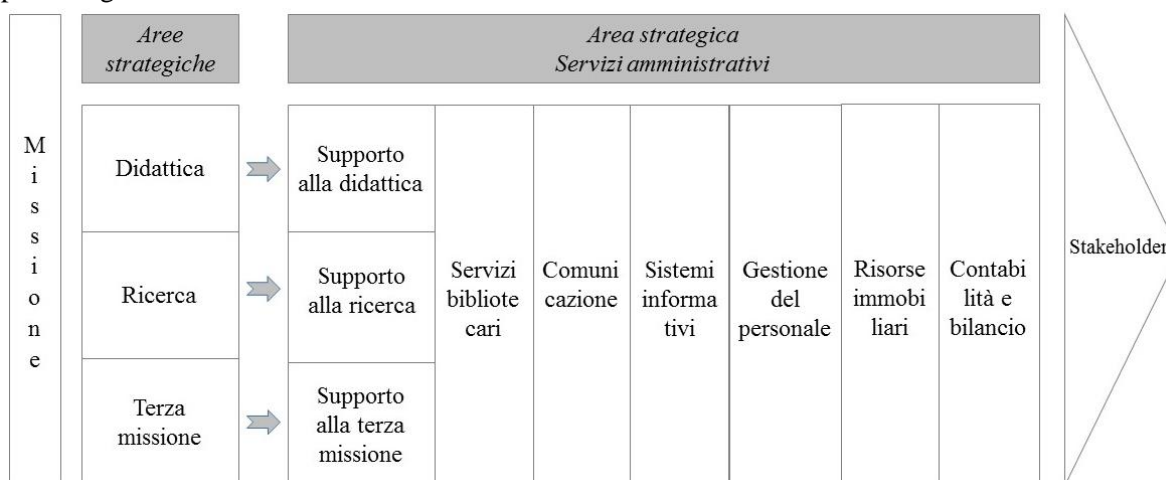 Aree
strategiche
Area strategica
Servizi amministrativi
M
i
s
s
i
o
n
e
Didattica
Supporto
alla didattica
Ricerca
Supporto
alla ricerca
Terza
missione
Supporto
alla terza
missione
Servizi
bibliote
cari
Comuni
cazione
Sistemi
informa
tivi
Gestione
del
personale
Risorse
immobi
liari
Contabi
lità e
bilancio
Stakeholder